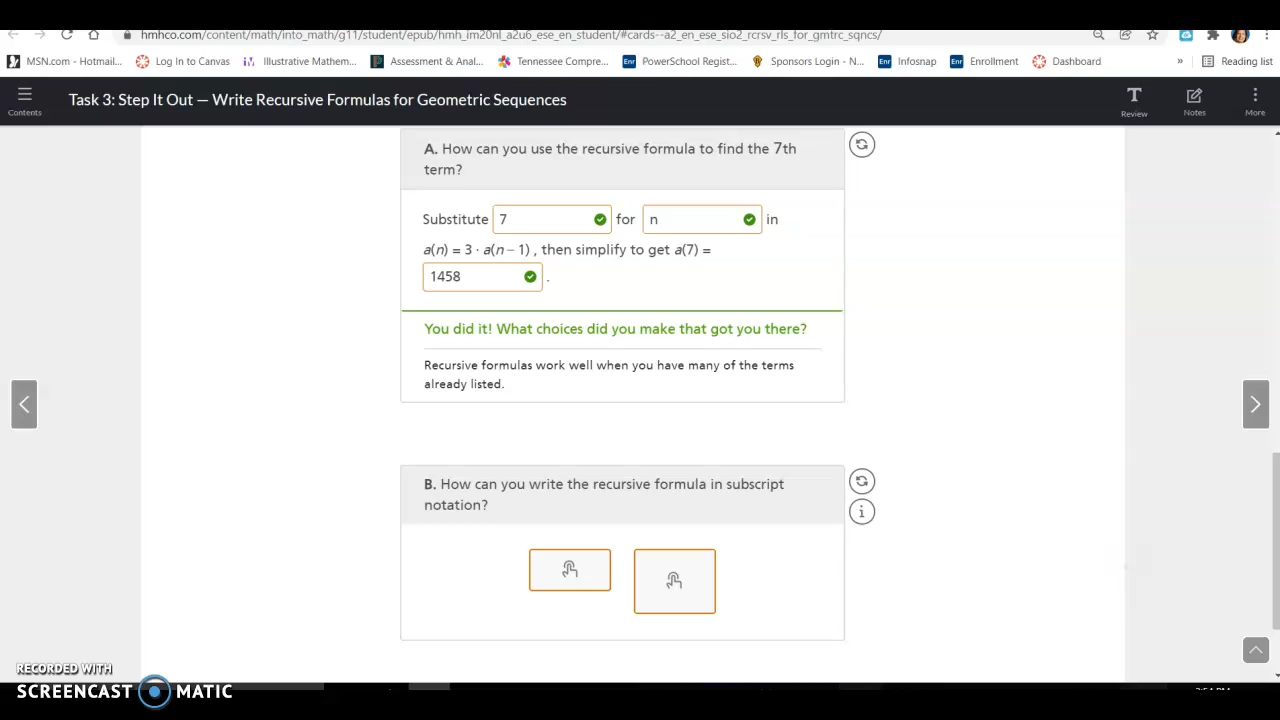 hmhco.com/content/math/into_math/g11/student/epub/hmh_im20nl_a2u6_ese_en_student/#cards--a2_en_ese_sio2_rcrsv_rls_for_gmtrc_sqncs/
MSN.com - Hotmail... Log In to Canvas Illustrative Mathem... Assessment & Anal... Tennessee Compre... Enr PowerSchool Regist... Sponsors Login - N... Enr Infosnap Enr Enrollment Dashboard » Reading list
Contents Task 3: Step It Out — Write Recursive Formulas for Geometric Sequences Review Notes More
A. How can you use the recursive formula to find the 7th
term?
Substitute 7 for n in
a(n) = 3 · a(n − 1) , then simplify to get a(7) =
1458 .
You did it! What choices did you make that got you there?
Recursive formulas work well when you have many of the terms
already listed.
B. How can you write the recursive formula in subscript
notation?
RECORDED WITH
SCREENCAST MATIC